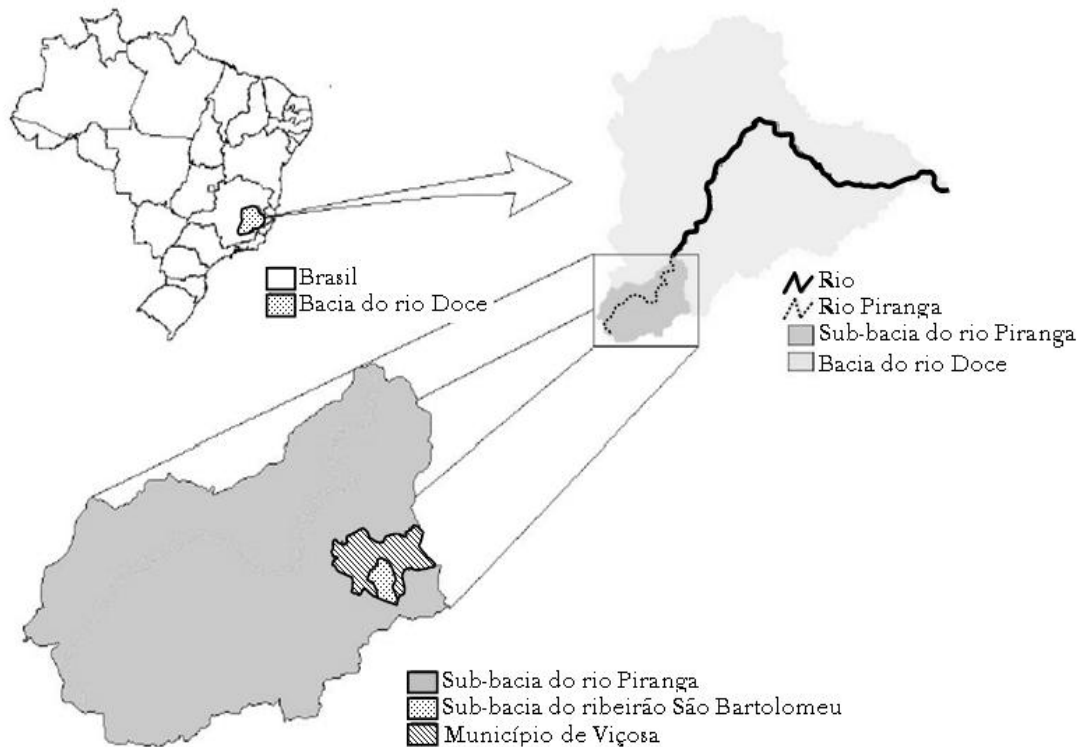 Brasil
Bacia do rio Doce
Rio
Rio Piranga
Sub-bacia do rio Piranga
Bacia do rio Doce
Sub-bacia do rio Piranga
Sub-bacia do ribeirão São Bartolomeu
Município de Viçosa